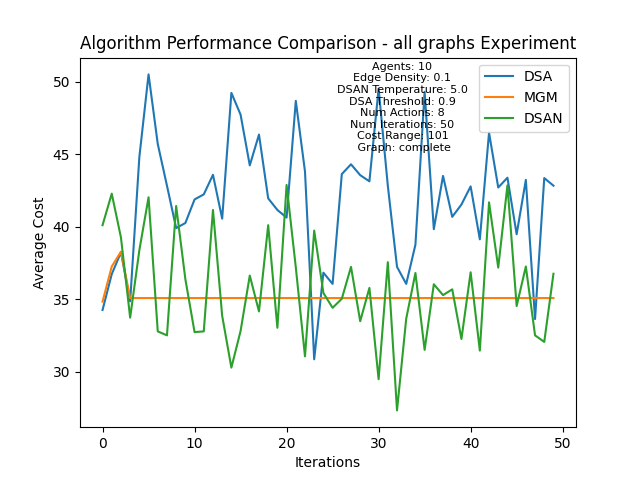 Algorithm Performance Comparison - all graphs Experiment
Agents: 10
Edge Density: 0.1
DSAN Temperature: 5.0
DSA Threshold: 0.9
Num Actions: 8
Num Iterations: 50
Cost Range: 101
Graph: complete
DSA
MGM
DSAN
Average Cost
50
45
40
35
30
0
10
20
30
40
50
Iterations